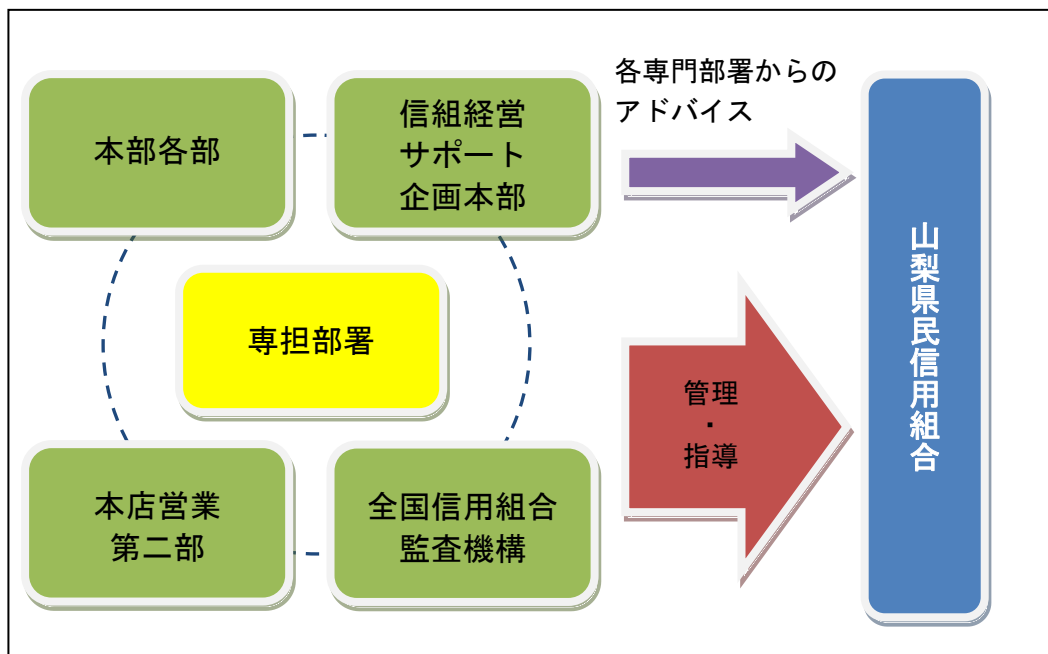 本部各部
信組経営
サポート
企画本部
各専門部署からの
アドバイス
専担部署
本店営業
第二部
全国信用組合
監査機構
管理
・
指導
山梨県民信用組合